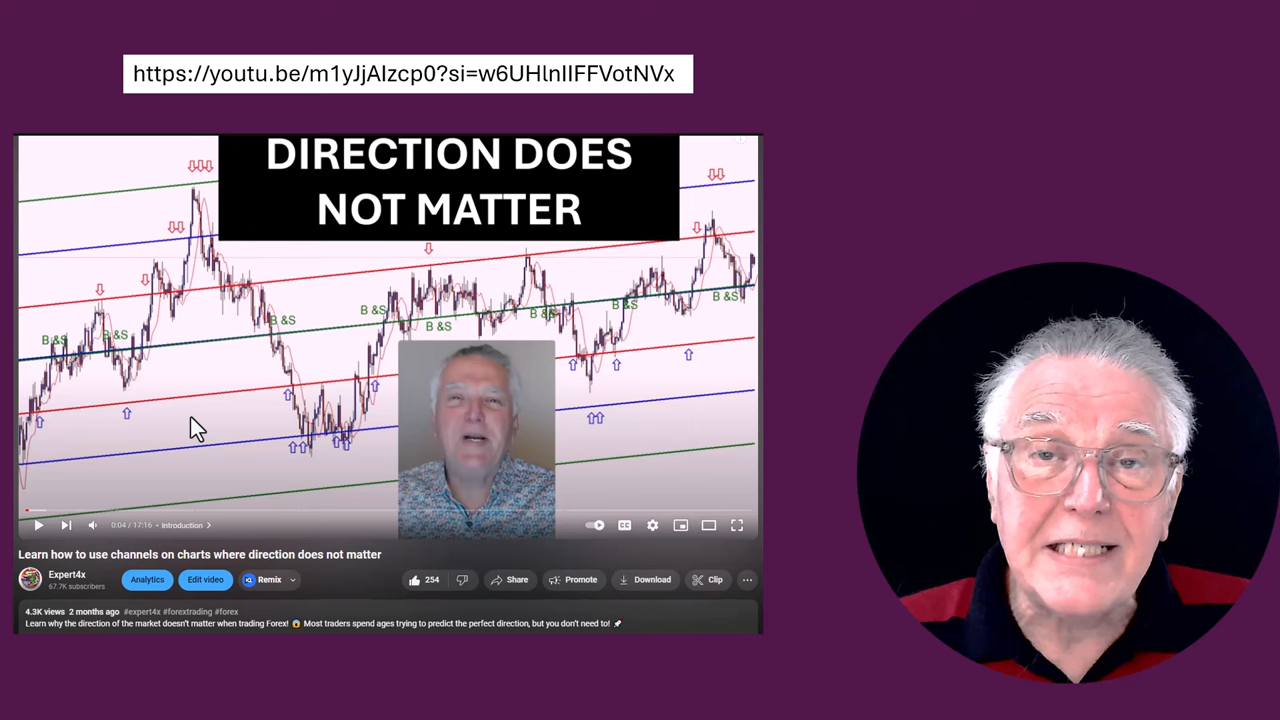 https://youtu.be/m1yJjAIzcp0?si=w6UHlnIIFFVotNVx
DIRECTION DOES
NOT MATTER
B &S
B &S
B &S
B &S
B &S
B &S
B &S
B &S
0:04 / 17:16 • Introduction >
CC
Learn how to use channels on charts where direction does not matter
Expert4x
67.7K subscribers
Analytics
Edit video
Remix
254
Share
Promote
Download
Clip
4.3K views 2 months ago #expert4x #forextrading #forex
Learn why the direction of the market doesn't matter when trading Forex! 😱 Most traders spend ages trying to predict the perfect direction, but you don't need to! 🚀